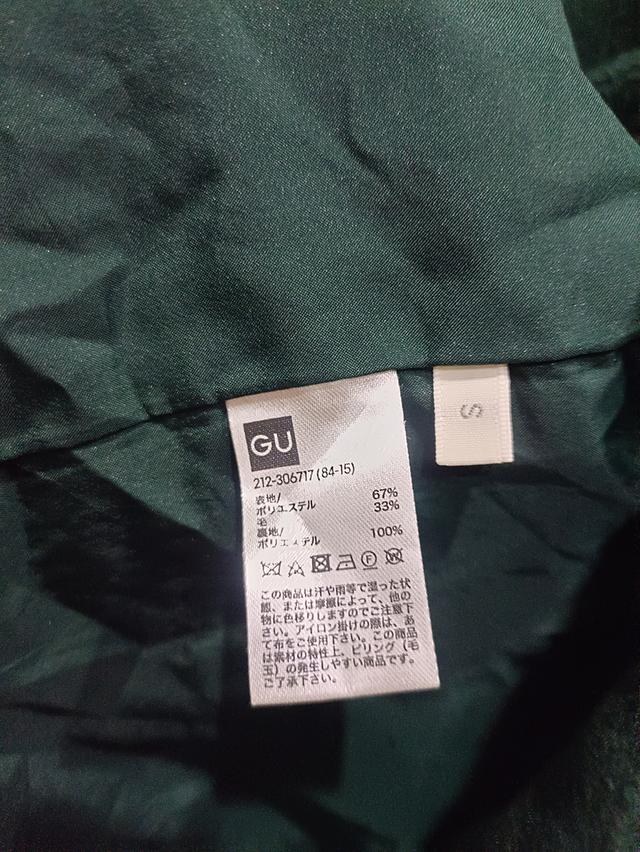 GU
212-306717 (84-15)
表地/
ポリエステル 67%
毛 33%
裏地/
ポリエステル 100%
この商品は汗や雨等で湿った状
態、または摩擦によって、他の
物に色移りしますのでご注意下
さい。アイロン掛けの際は、あ
て布をご使用下さい。この商品
は素材の特性上、ピリング（毛
玉）の発生しやすい商品です。
ご了承下さい。
S